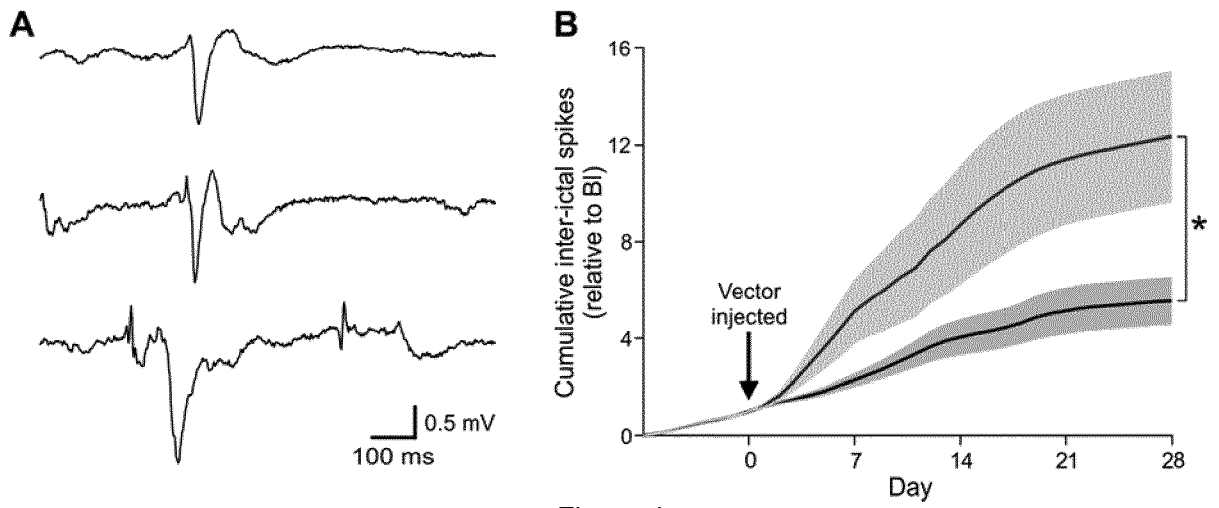 A
0.5 mV
100 ms
B
Cumulative inter-ictal spikes
(relative to BI)
16
12
8
4
0
Vector
injected
*
0
7
14
21
28
Day